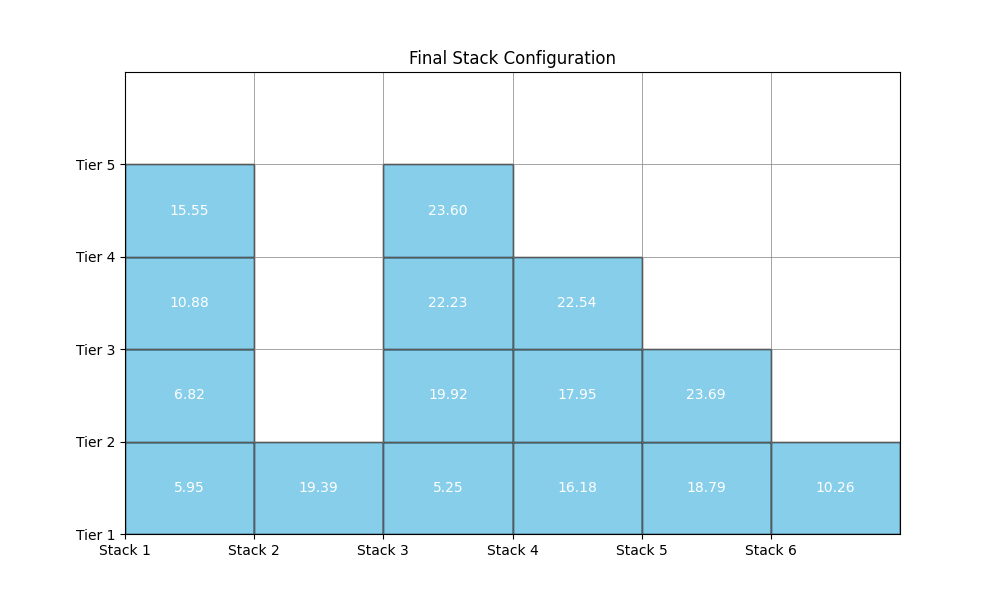 Final Stack Configuration
Tier 5
15.55 23.60
Tier 4
10.88 22.23 22.54
Tier 3
6.82 19.92 17.95 23.69
Tier 2
5.95 19.39 5.25 16.18 18.79 10.26
Tier 1
Stack 1 Stack 2 Stack 3 Stack 4 Stack 5 Stack 6